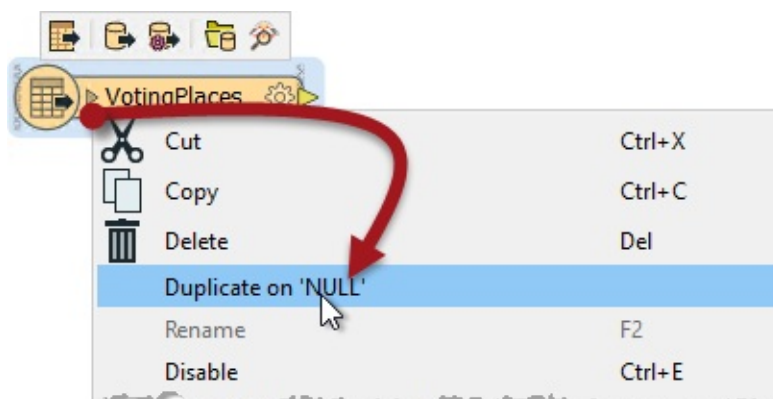 VotingPlaces
Cut Ctrl+X
Copy Ctrl+C
Delete Del
Duplicate on 'NULL'
Rename F2
Disable Ctrl+E